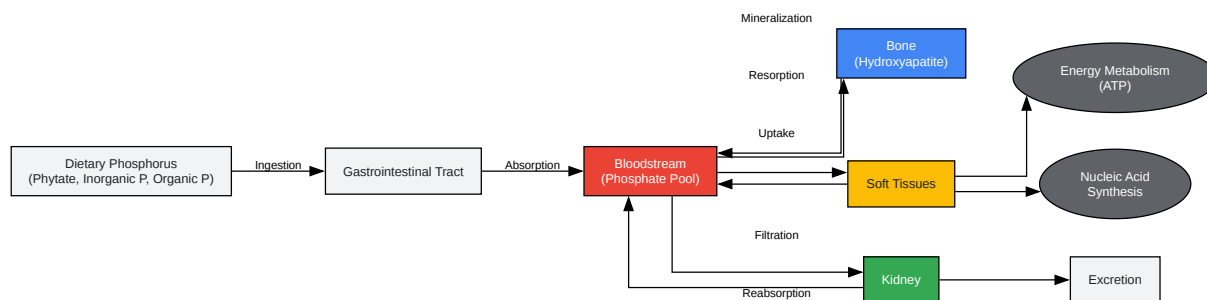 Mineralization
Bone
(Hydroxyapatite)
Resorption
Energy Metabolism
(ATP)
Uptake
Dietary Phosphorus
(Phytate, Inorganic P, Organic P)
Ingestion
Gastrointestinal Tract
Absorption
Bloodstream
(Phosphate Pool)
Soft Tissues
Nucleic Acid
Synthesis
Filtration
Kidney
Excretion
Reabsorption